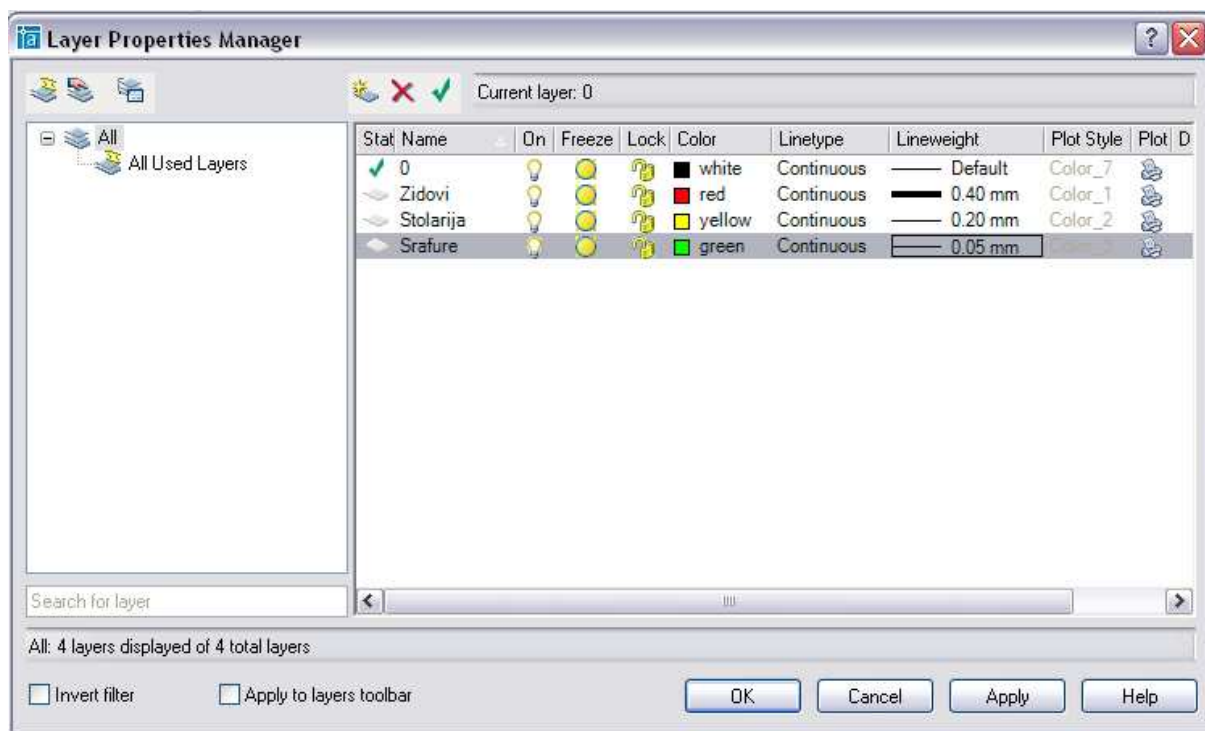 Layer Properties Manager
Current layer: 0
All
All Used Layers
Stat Name On Freeze Lock Color Linetype Lineweight Plot Style Plot D
0 white Continuous Default Color_7
Zidovi red Continuous 0.40 mm Color_1
Stolarija yellow Continuous 0.20 mm Color_2
Srafure green Continuous 0.05 mm
Search for layer
All: 4 layers displayed of 4 total layers
Invert filter Apply to layers toolbar OK Cancel Apply Help